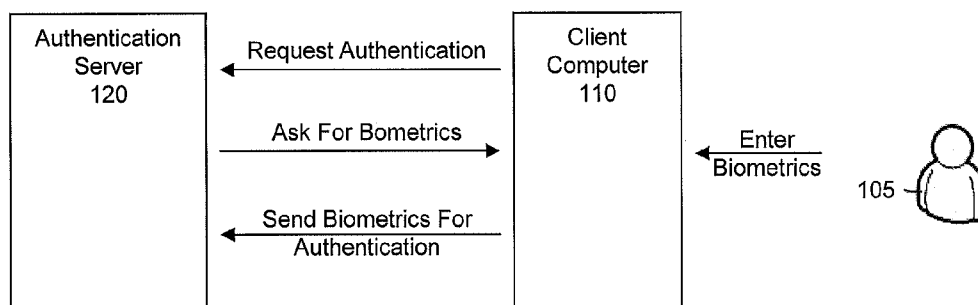 Authentication
Server
120
Request Authentication
Client
Computer
110
Ask For Bometrics
Enter
Biometrics
105
Send Biometrics For
Authentication